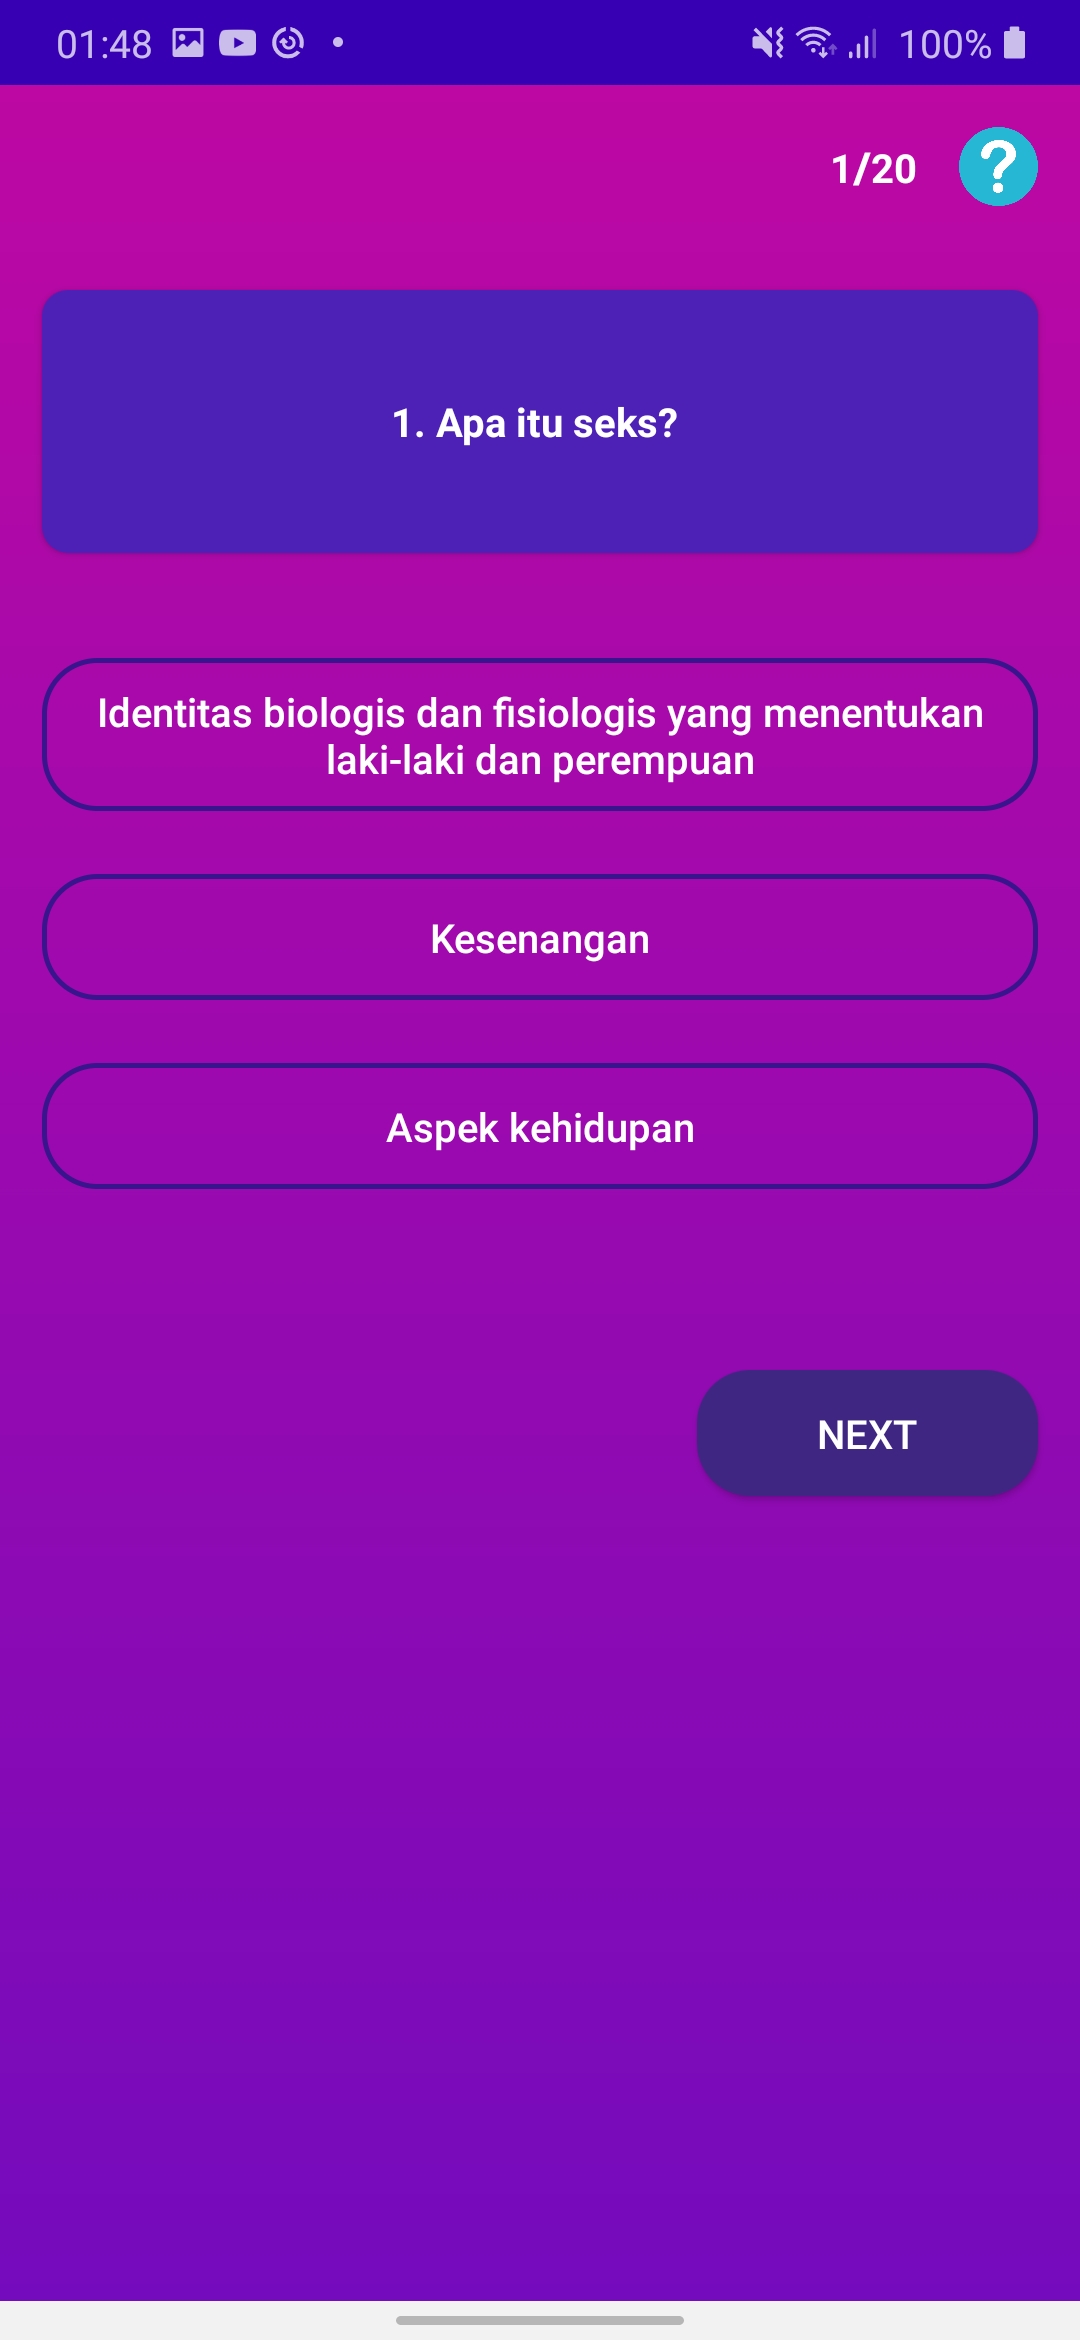 01:48
100%
1/20
?
1. Apa itu seks?
Identitas biologis dan fisiologis yang menentukan
laki-laki dan perempuan
Kesenangan
Aspek kehidupan
NEXT